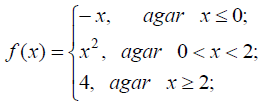 -x, agar x ≤ 0;
f(x) = { x², agar 0 < x < 2;
4, agar x ≥ 2;